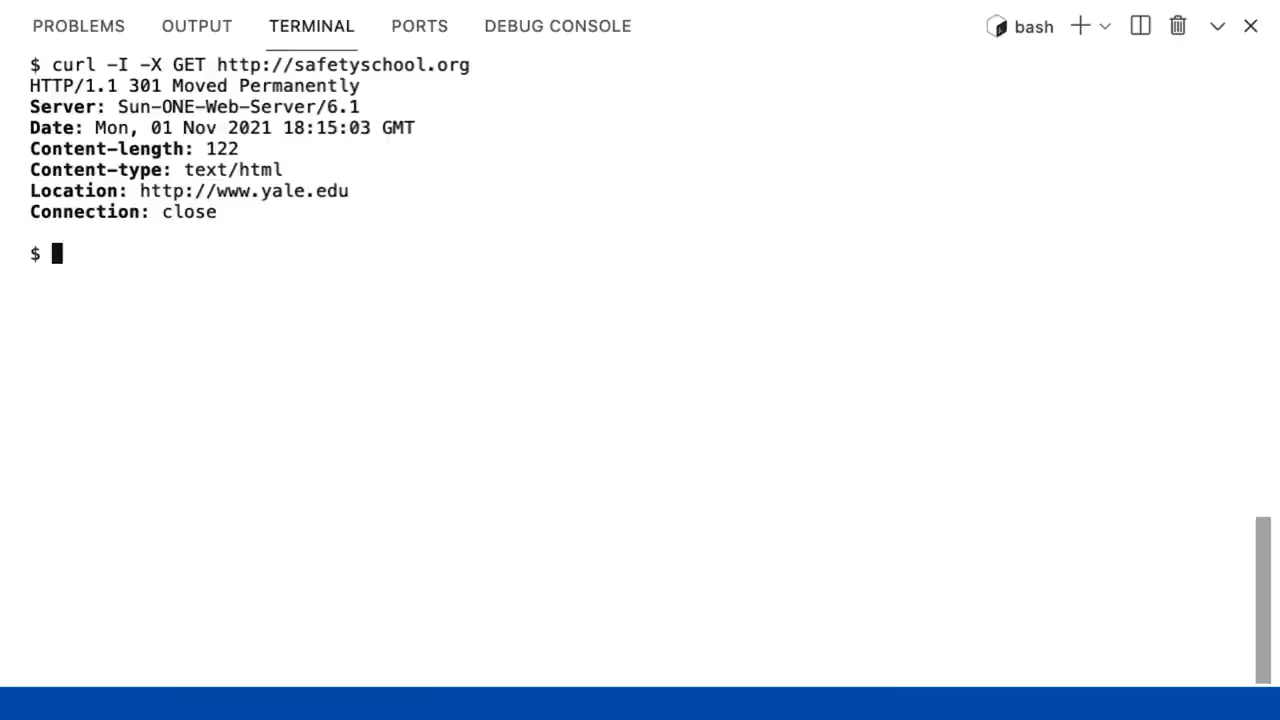 PROBLEMS OUTPUT TERMINAL PORTS DEBUG CONSOLE bash
$ curl -I -X GET http://safetyschool.org
HTTP/1.1 301 Moved Permanently
Server: Sun-ONE-Web-Server/6.1
Date: Mon, 01 Nov 2021 18:15:03 GMT
Content-length: 122
Content-type: text/html
Location: http://www.yale.edu
Connection: close
$